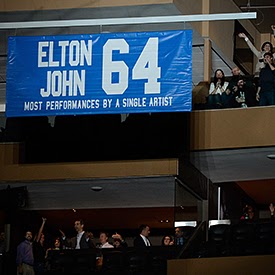 ELTON
JOHN 64
MOST PERFORMANCES BY A SINGLE ARTIST